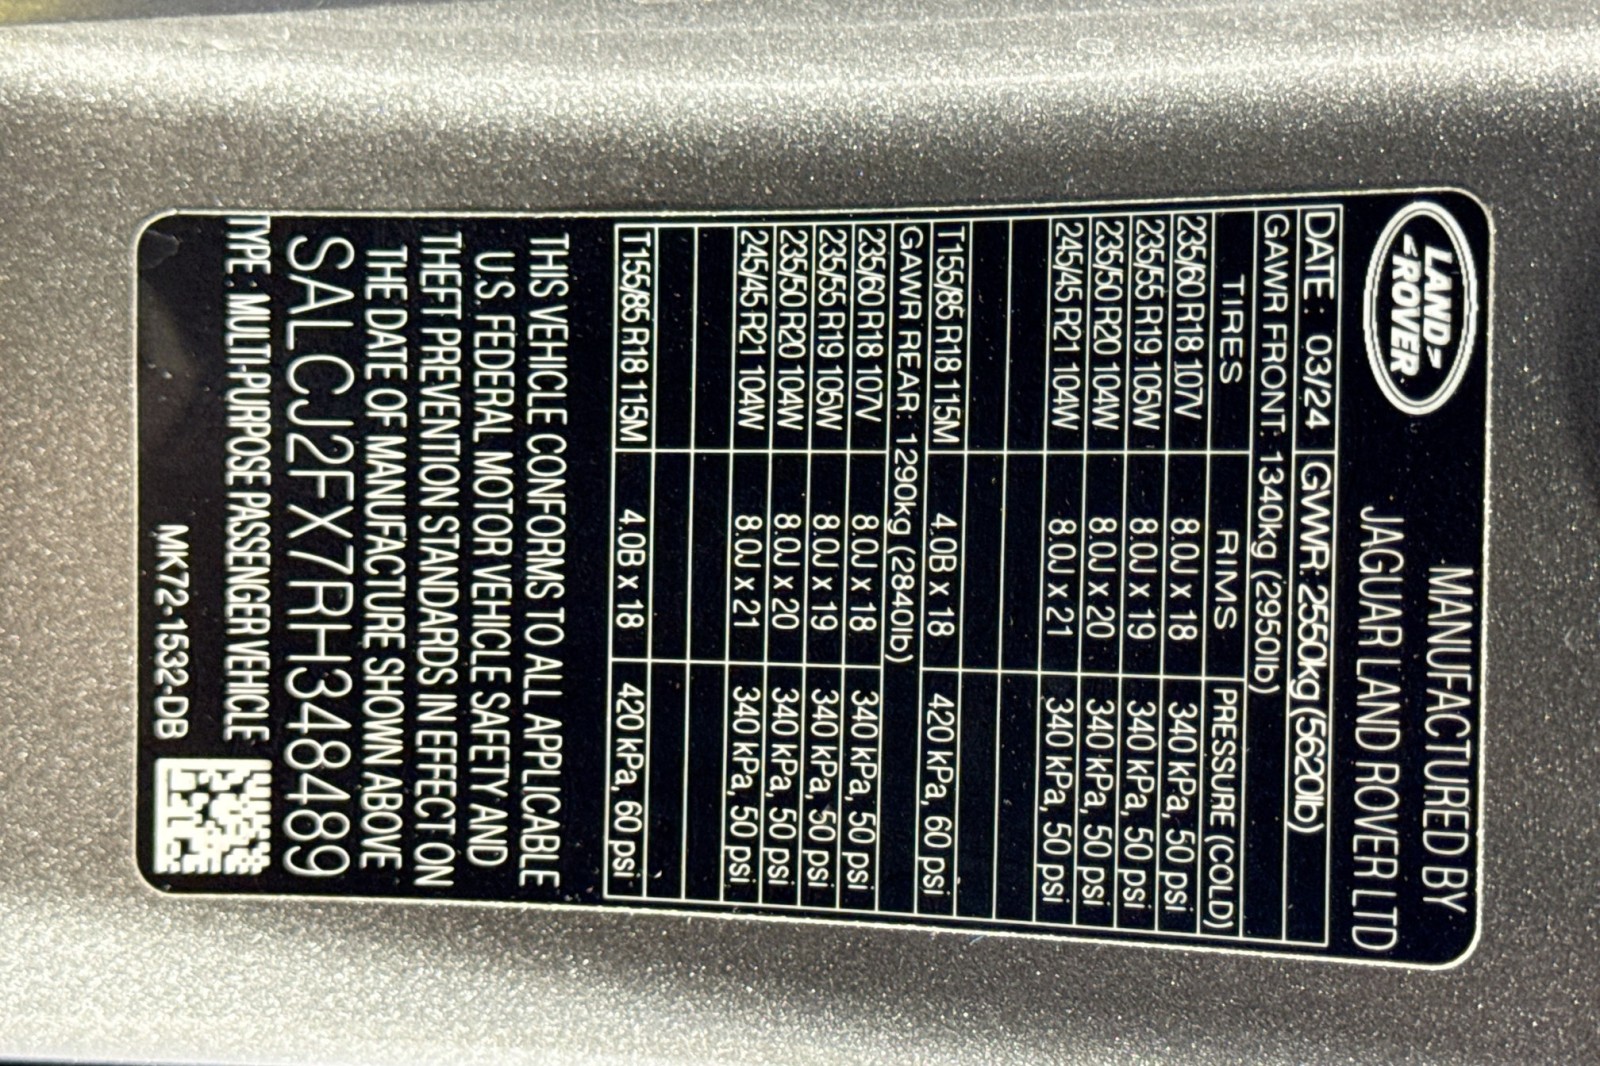 LAND
ROVER
MANUFACTURED BY
JAGUAR LAND ROVER LTD
DATE : 03/24 GVWR: 2550kg (5620lb)
GAWR FRONT: 1340kg (2950lb)
TIRES RIMS PRESSURE (COLD)
235/60 R18 107V 8.0J x 18 340 kPa, 50 psi
235/55 R19 105W 8.0J x 19 340 kPa, 50 psi
235/50 R20 104W 8.0J x 20 340 kPa, 50 psi
245/45 R21 104W 8.0J x 21 340 kPa, 50 psi
T155/85 R18 115M 4.0B x 18 420 kPa, 60 psi
GAWR REAR: 1290kg (2840lb)
235/60 R18 107V 8.0J x 18 340 kPa, 50 psi
235/55 R19 105W 8.0J x 19 340 kPa, 50 psi
235/50 R20 104W 8.0J x 20 340 kPa, 50 psi
245/45 R21 104W 8.0J x 21 340 kPa, 50 psi
T155/85 R18 115M 4.0B x 18 420 kPa, 60 psi
THIS VEHICLE CONFORMS TO ALL APPLICABLE
U.S. FEDERAL MOTOR VEHICLE SAFETY AND
THEFT PREVENTION STANDARDS IN EFFECT ON
THE DATE OF MANUFACTURE SHOWN ABOVE
SALCJ2FX7RH348489
TYPE : MULTI-PURPOSE PASSENGER VEHICLE
MK72-1532-DB